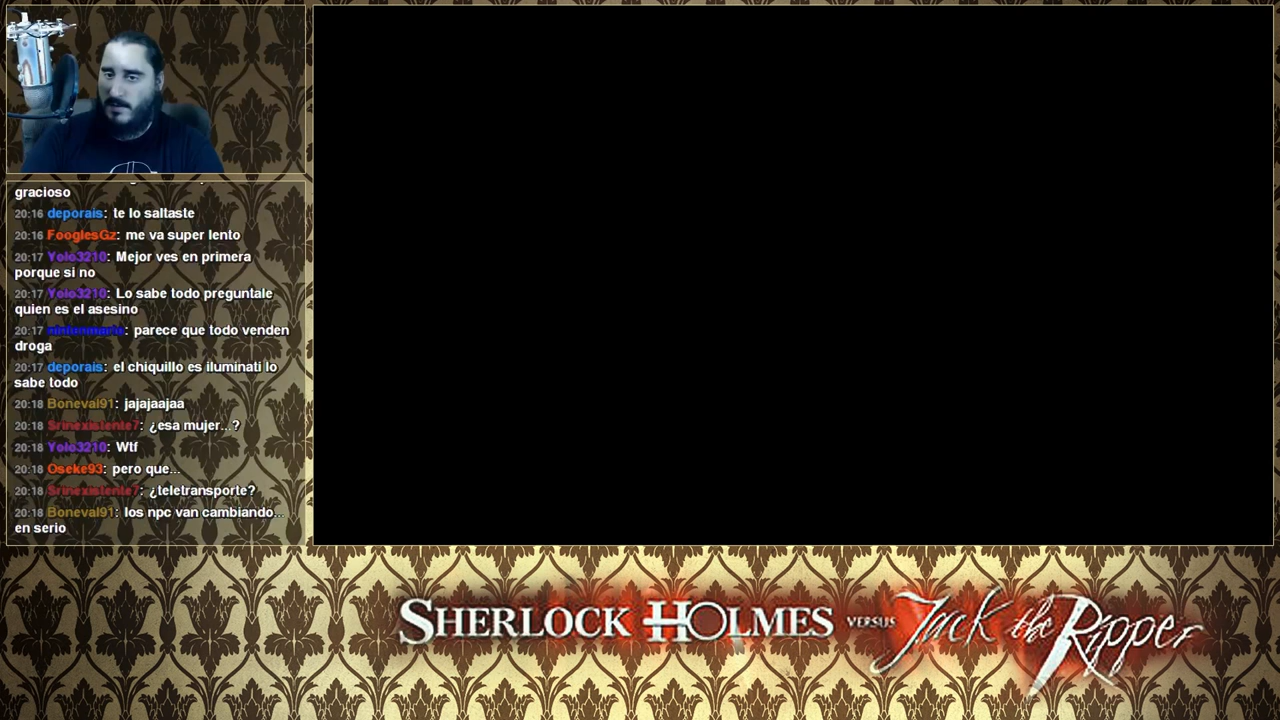 gracioso
20:16 deporais: te lo saltaste
20:16 FooglesGz: me va super lento
20:17 Yolo3210: Mejor ves en primera
porque si no
20:17 Yolo3210: Lo sabe todo preguntale
quien es el asesino
20:17 : parece que todo venden
droga
20:17 deporais: el chiquillo es iluminati lo
sabe todo
20:18 Boneval91: jajajaajaa
20:18 Srinexistente7: ¿esa mujer...?
20:18 Yolo3210: Wtf
20:18 Oseke93: pero que...
20:18 Srinexistente7: ¿teletransporte?
20:18 Boneval91: los npc van cambiando...
en serio
SHERLOCK HOLMES VERSUS Jack the Ripper